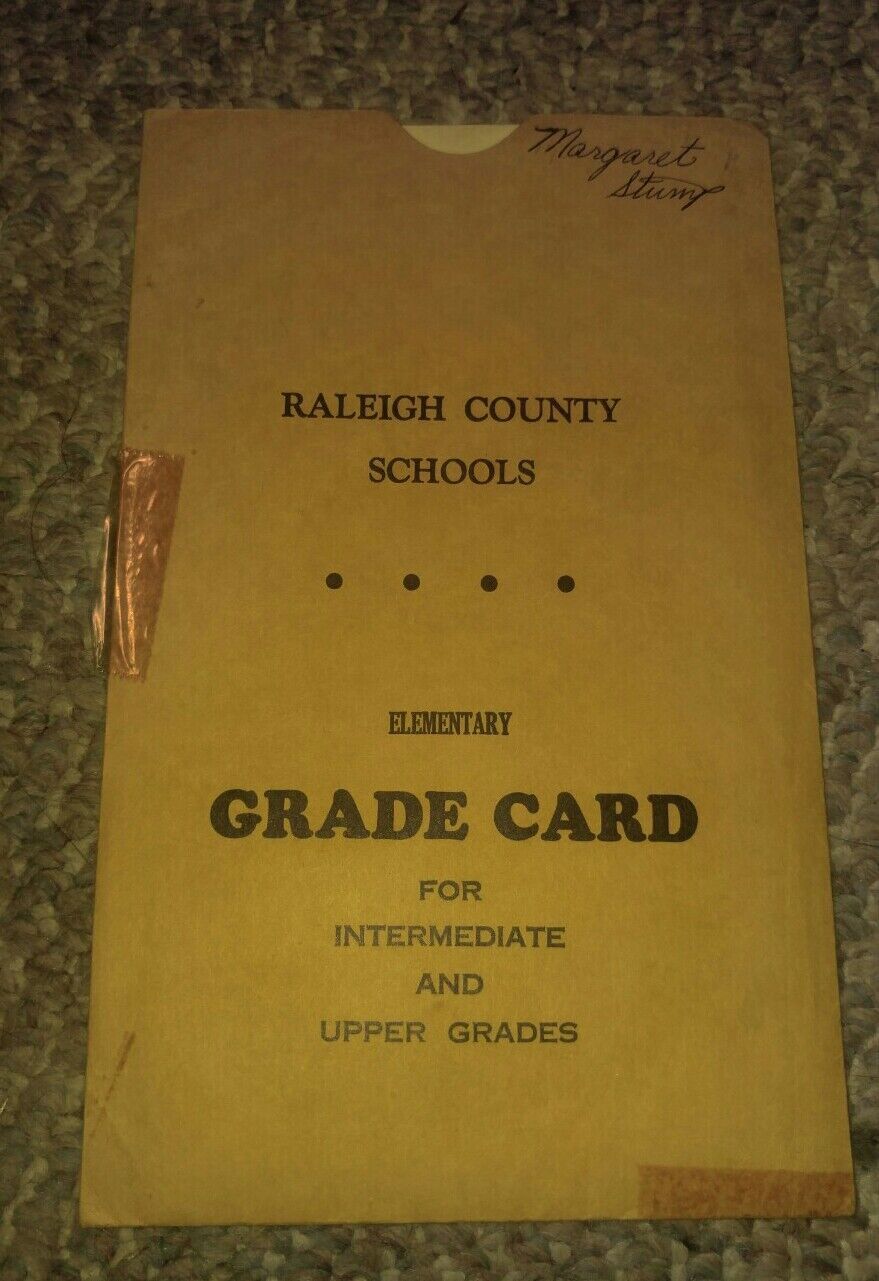 Margaret
Stump
RALEIGH COUNTY
SCHOOLS
• • • •
ELEMENTARY
GRADE CARD
FOR
INTERMEDIATE
AND
UPPER GRADES